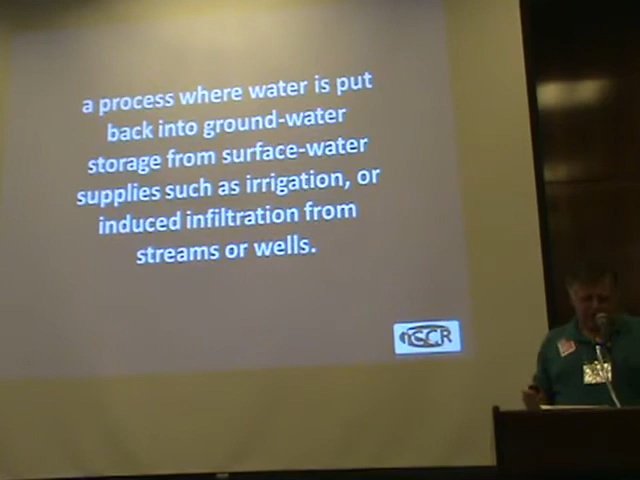 a process where water is put
back into ground-water
storage from surface-water
supplies such as irrigation, or
induced infiltration from
streams or wells.